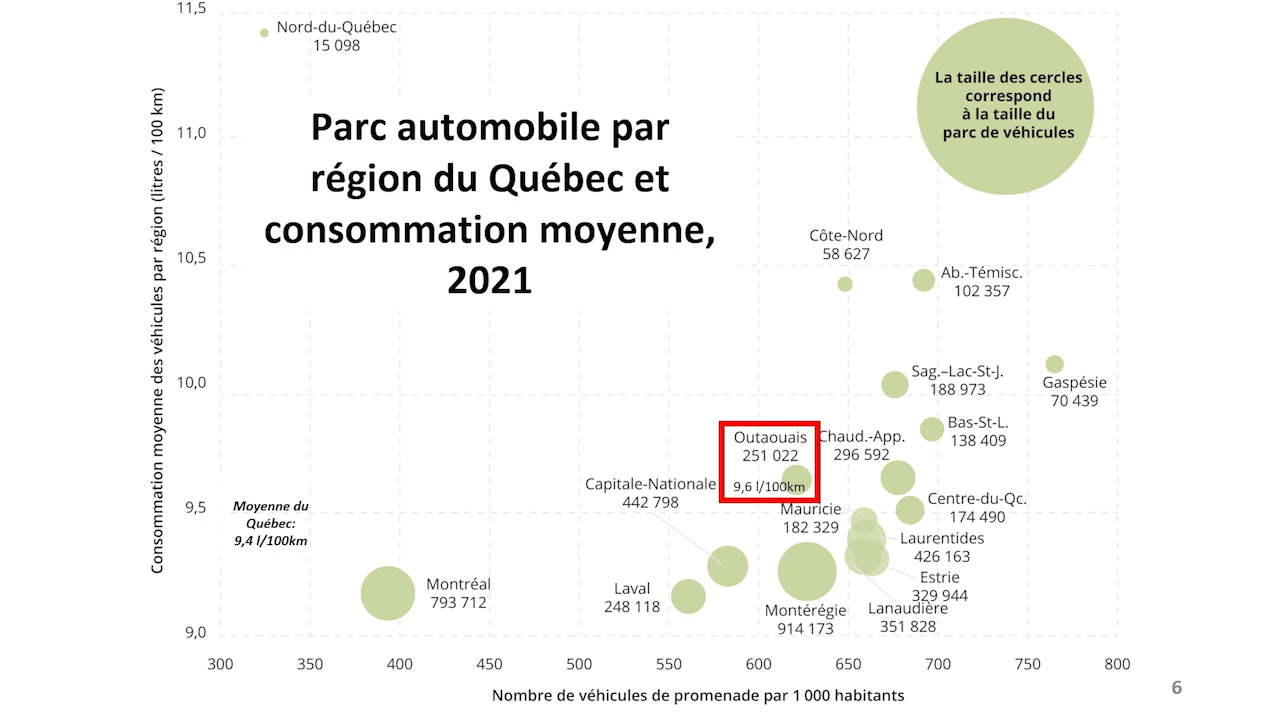 11,5
Nord-du-Québec
15 098
La taille des cercles
correspond
à la taille du
parc de véhicules
Parc automobile par
région du Québec et
consommation moyenne,
2021
Consommation moyenne des véhicules par région (litres / 100 km)
11,0
Côte-Nord
58 627
10,5
Ab.-Témisc.
102 357
10,0
Sag.–Lac-St-J.
188 973
Gaspésie
70 439
Bas-St-L.
138 409
Outaouais
251 022
9,6 l/100km
Chaud.-App.
296 592
Capitale-Nationale
442 798
9,5
Moyenne du
Québec:
9,4 l/100km
Mauricie
182 329
Centre-du-Qc.
174 490
Laurentides
426 163
Estrie
329 944
Lanaudière
351 828
Montréal
793 712
Laval
248 118
Montérégie
914 173
9,0
300 350 400 450 500 550 600 650 700 750 800
Nombre de véhicules de promenade par 1 000 habitants
6